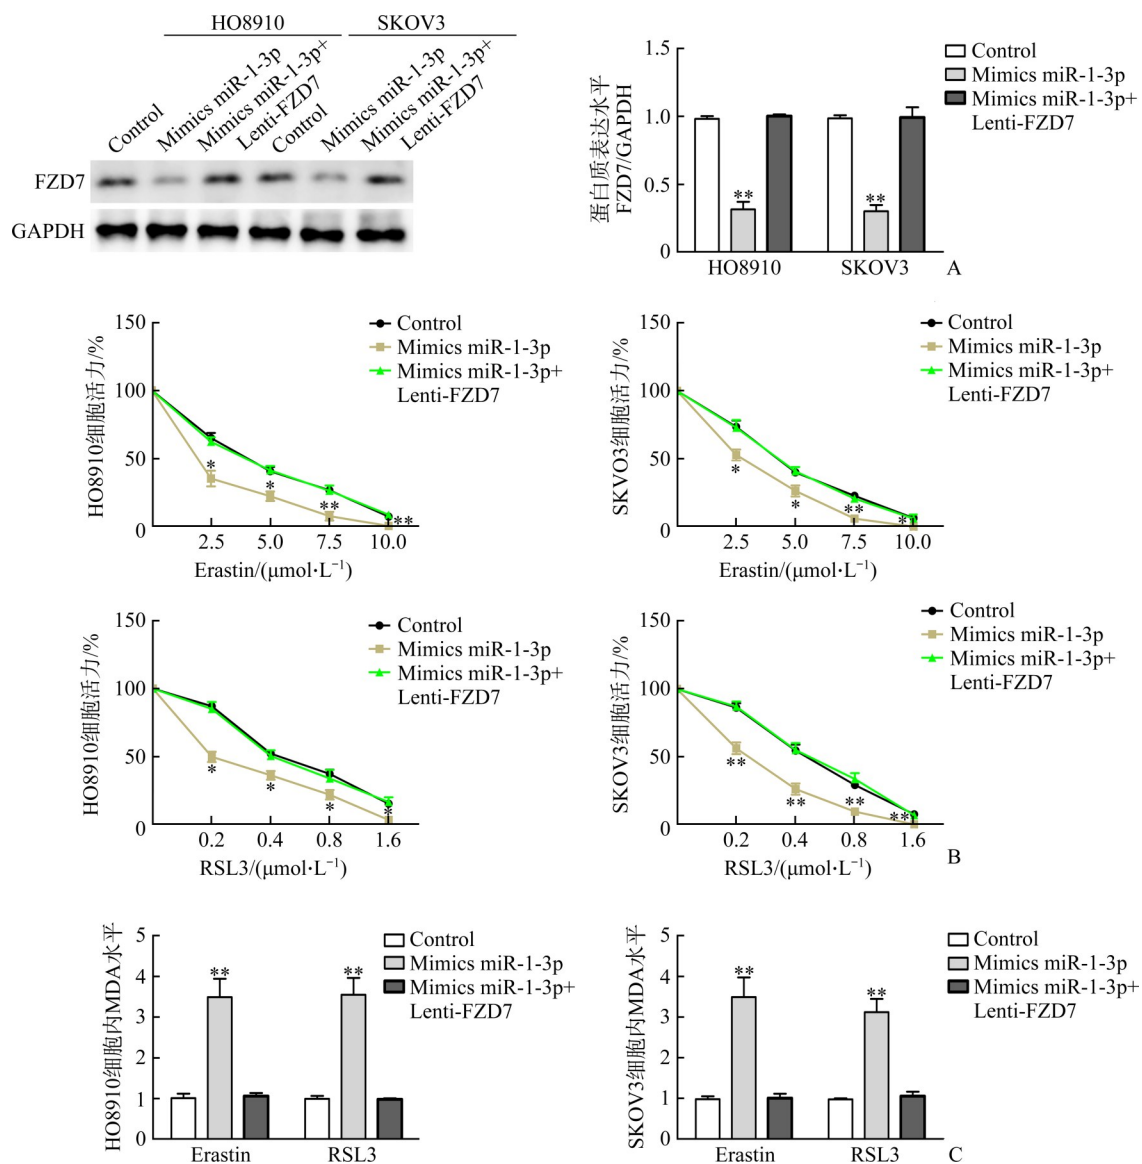 HO8910
SKOV3
Control
Mimics miR-1-3p
Mimics miR-1-3p+
Lenti-FZD7
Control
Mimics miR-1-3p
Mimics miR-1-3p+
Lenti-FZD7
FZD7
GAPDH
蛋白质表达水平
FZD7/GAPDH
1.5
1.0
0.5
0
Control
Mimics miR-1-3p
Mimics miR-1-3p+
Lenti-FZD7
**
**
HO8910
SKOV3
A
HO8910细胞活力/%
150
100
50
0
Control
Mimics miR-1-3p
Mimics miR-1-3p+
Lenti-FZD7
*
*
**
**
2.5
5.0
7.5
10.0
Erastin/(μmol·L⁻¹)
SKVO3细胞活力/%
150
100
50
0
Control
Mimics miR-1-3p
Mimics miR-1-3p+
Lenti-FZD7
*
*
**
*
2.5
5.0
7.5
10.0
Erastin/(μmol·L⁻¹)
HO8910细胞活力/%
150
100
50
0
Control
Mimics miR-1-3p
Mimics miR-1-3p+
Lenti-FZD7
*
*
*
*
0.2
0.4
0.8
1.6
RSL3/(μmol·L⁻¹)
SKOV3细胞活力/%
150
100
50
0
Control
Mimics miR-1-3p
Mimics miR-1-3p+
Lenti-FZD7
**
**
**
**
0.2
0.4
0.8
1.6
RSL3/(μmol·L⁻¹)
B
HO8910细胞内MDA水平
5
4
3
2
1
0
Control
Mimics miR-1-3p
Mimics miR-1-3p+
Lenti-FZD7
**
**
Erastin
RSL3
SKOV3细胞内MDA水平
5
4
3
2
1
0
Control
Mimics miR-1-3p
Mimics miR-1-3p+
Lenti-FZD7
**
**
Erastin
RSL3
C